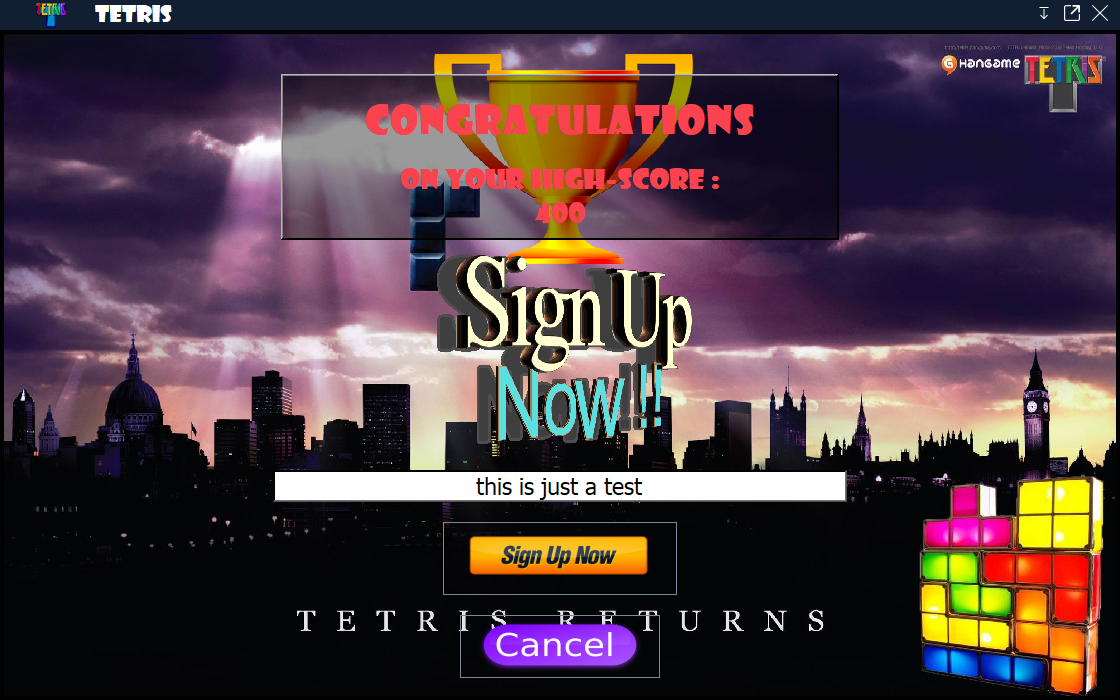 TETRIS
TETRIS
Hangame
TETRIS
CONGRATULATIONS
ON YOUR HIGH-SCORE :
400
Sign Up
Now !!
this is just a test
Sign Up Now
TETRIS RETURNS
Cancel